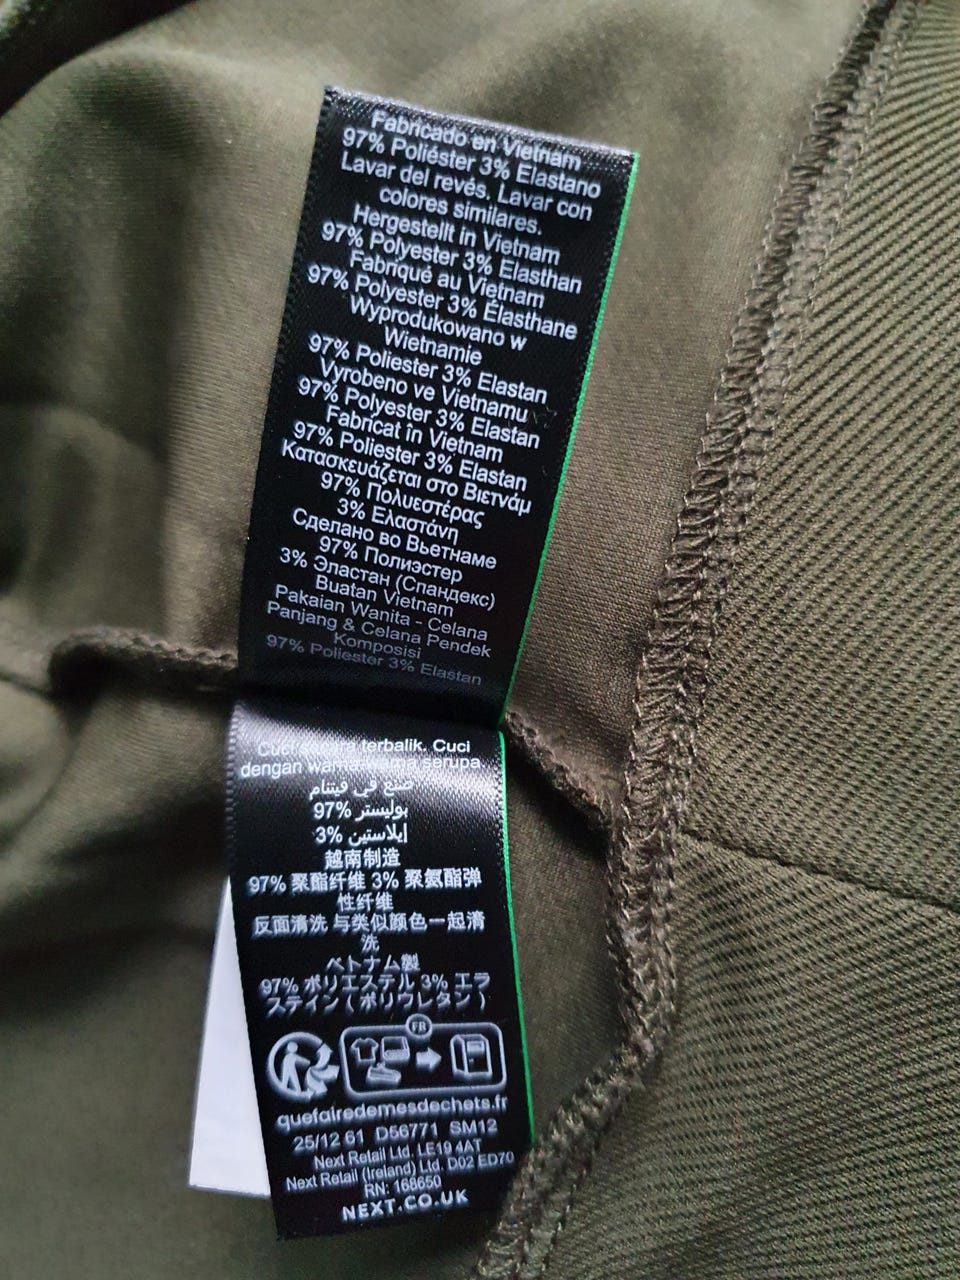 Fabricado en Vietnam
97% Poliéster 3% Elastano
Lavar del revés. Lavar con
colores similares.
Hergestellt in Vietnam
97% Polyester 3% Elasthan
Fabriqué au Vietnam
97% Polyester 3% Élasthane
Wyprodukowano w
Wietnamie
97% Poliester 3% Elastan
Vyrobeno ve Vietnamu
97% Polyester 3% Elastan
Fabricat în Vietnam
97% Poliester 3% Elastan
Κατασκευάζεται στο Βιετνάμ
97% Πολυεστέρας
3% Ελαστάνη
Сделано во Вьетнаме
97% Полиэстер
3% Эластан (Спандекс)
Buatan Vietnam
Pakaian Wanita - Celana
Panjang & Celana Pendek
Komposisi
97% Poliester 3% Elastan
Cuci secara terbalik. Cuci
dengan warna-warna serupa.
صنع في فيتنام
97% بوليستر
3% إيلاستين
越南制造
97% 聚酯纤维 3% 聚氨酯弹
性纤维
反面清洗 与类似颜色一起清
洗
ベトナム製
97% ポリエステル 3% エラ
ステイン (ポリウレタン)
FR
quefairedemesdechets.fr
25/12 61 D56771 SM12
Next Retail Ltd. LE19 4AT
Next Retail (Ireland) Ltd. D02 ED70
RN: 168650
NEXT.CO.UK